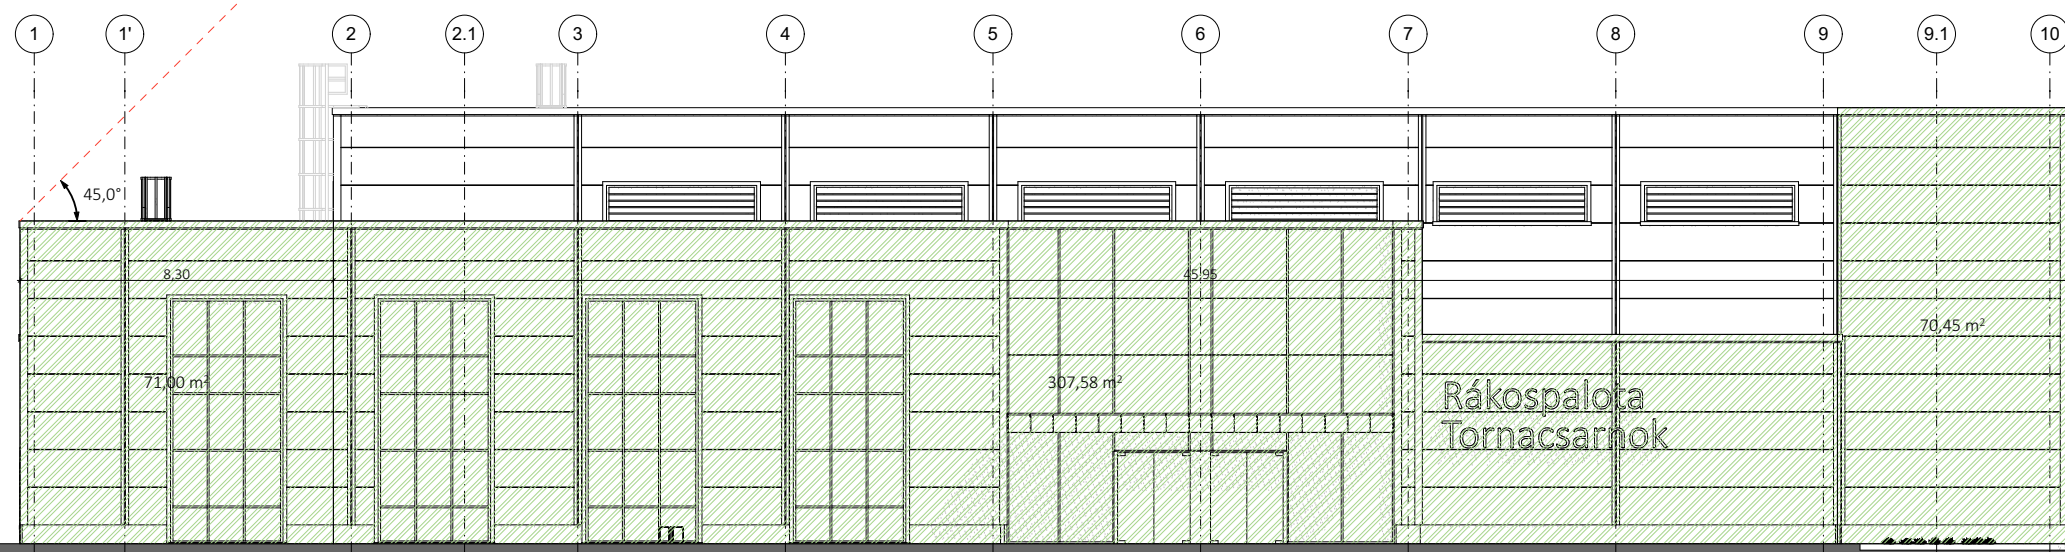 1 1' 2 2.1 3 4 5 6 7 8 9 9.1 10
45,0°
8,30 45,95
70,45 m²
71,00 m² 307,58 m²
Rákospalota
Tornacsarnok